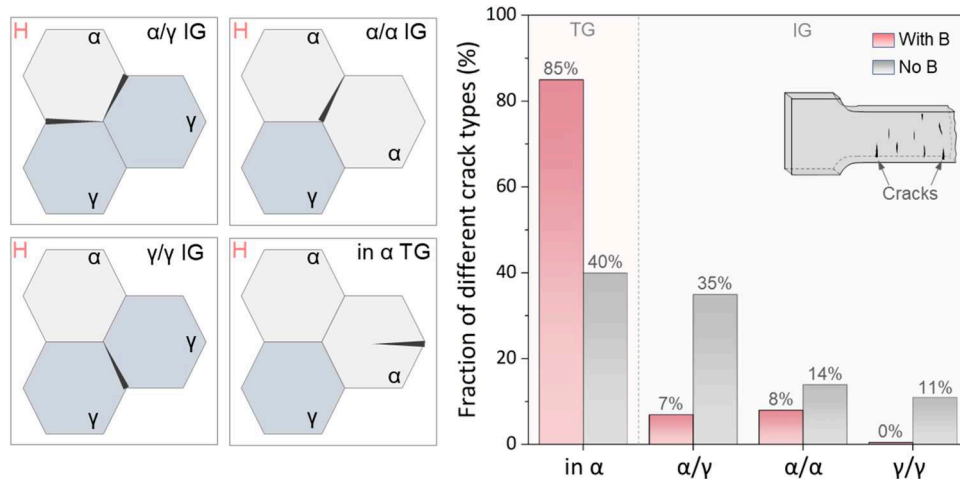 H
α
α/γ IG
γ
γ
H
α
α/α IG
α
γ
H
α
γ/γ IG
γ
γ
H
α
in α TG
α
γ
Fraction of different crack types (%)
100
80
60
40
20
0
TG
IG
With B
No B
Cracks
85%
40%
7%
35%
8%
14%
0%
11%
in α
α/γ
α/α
γ/γ